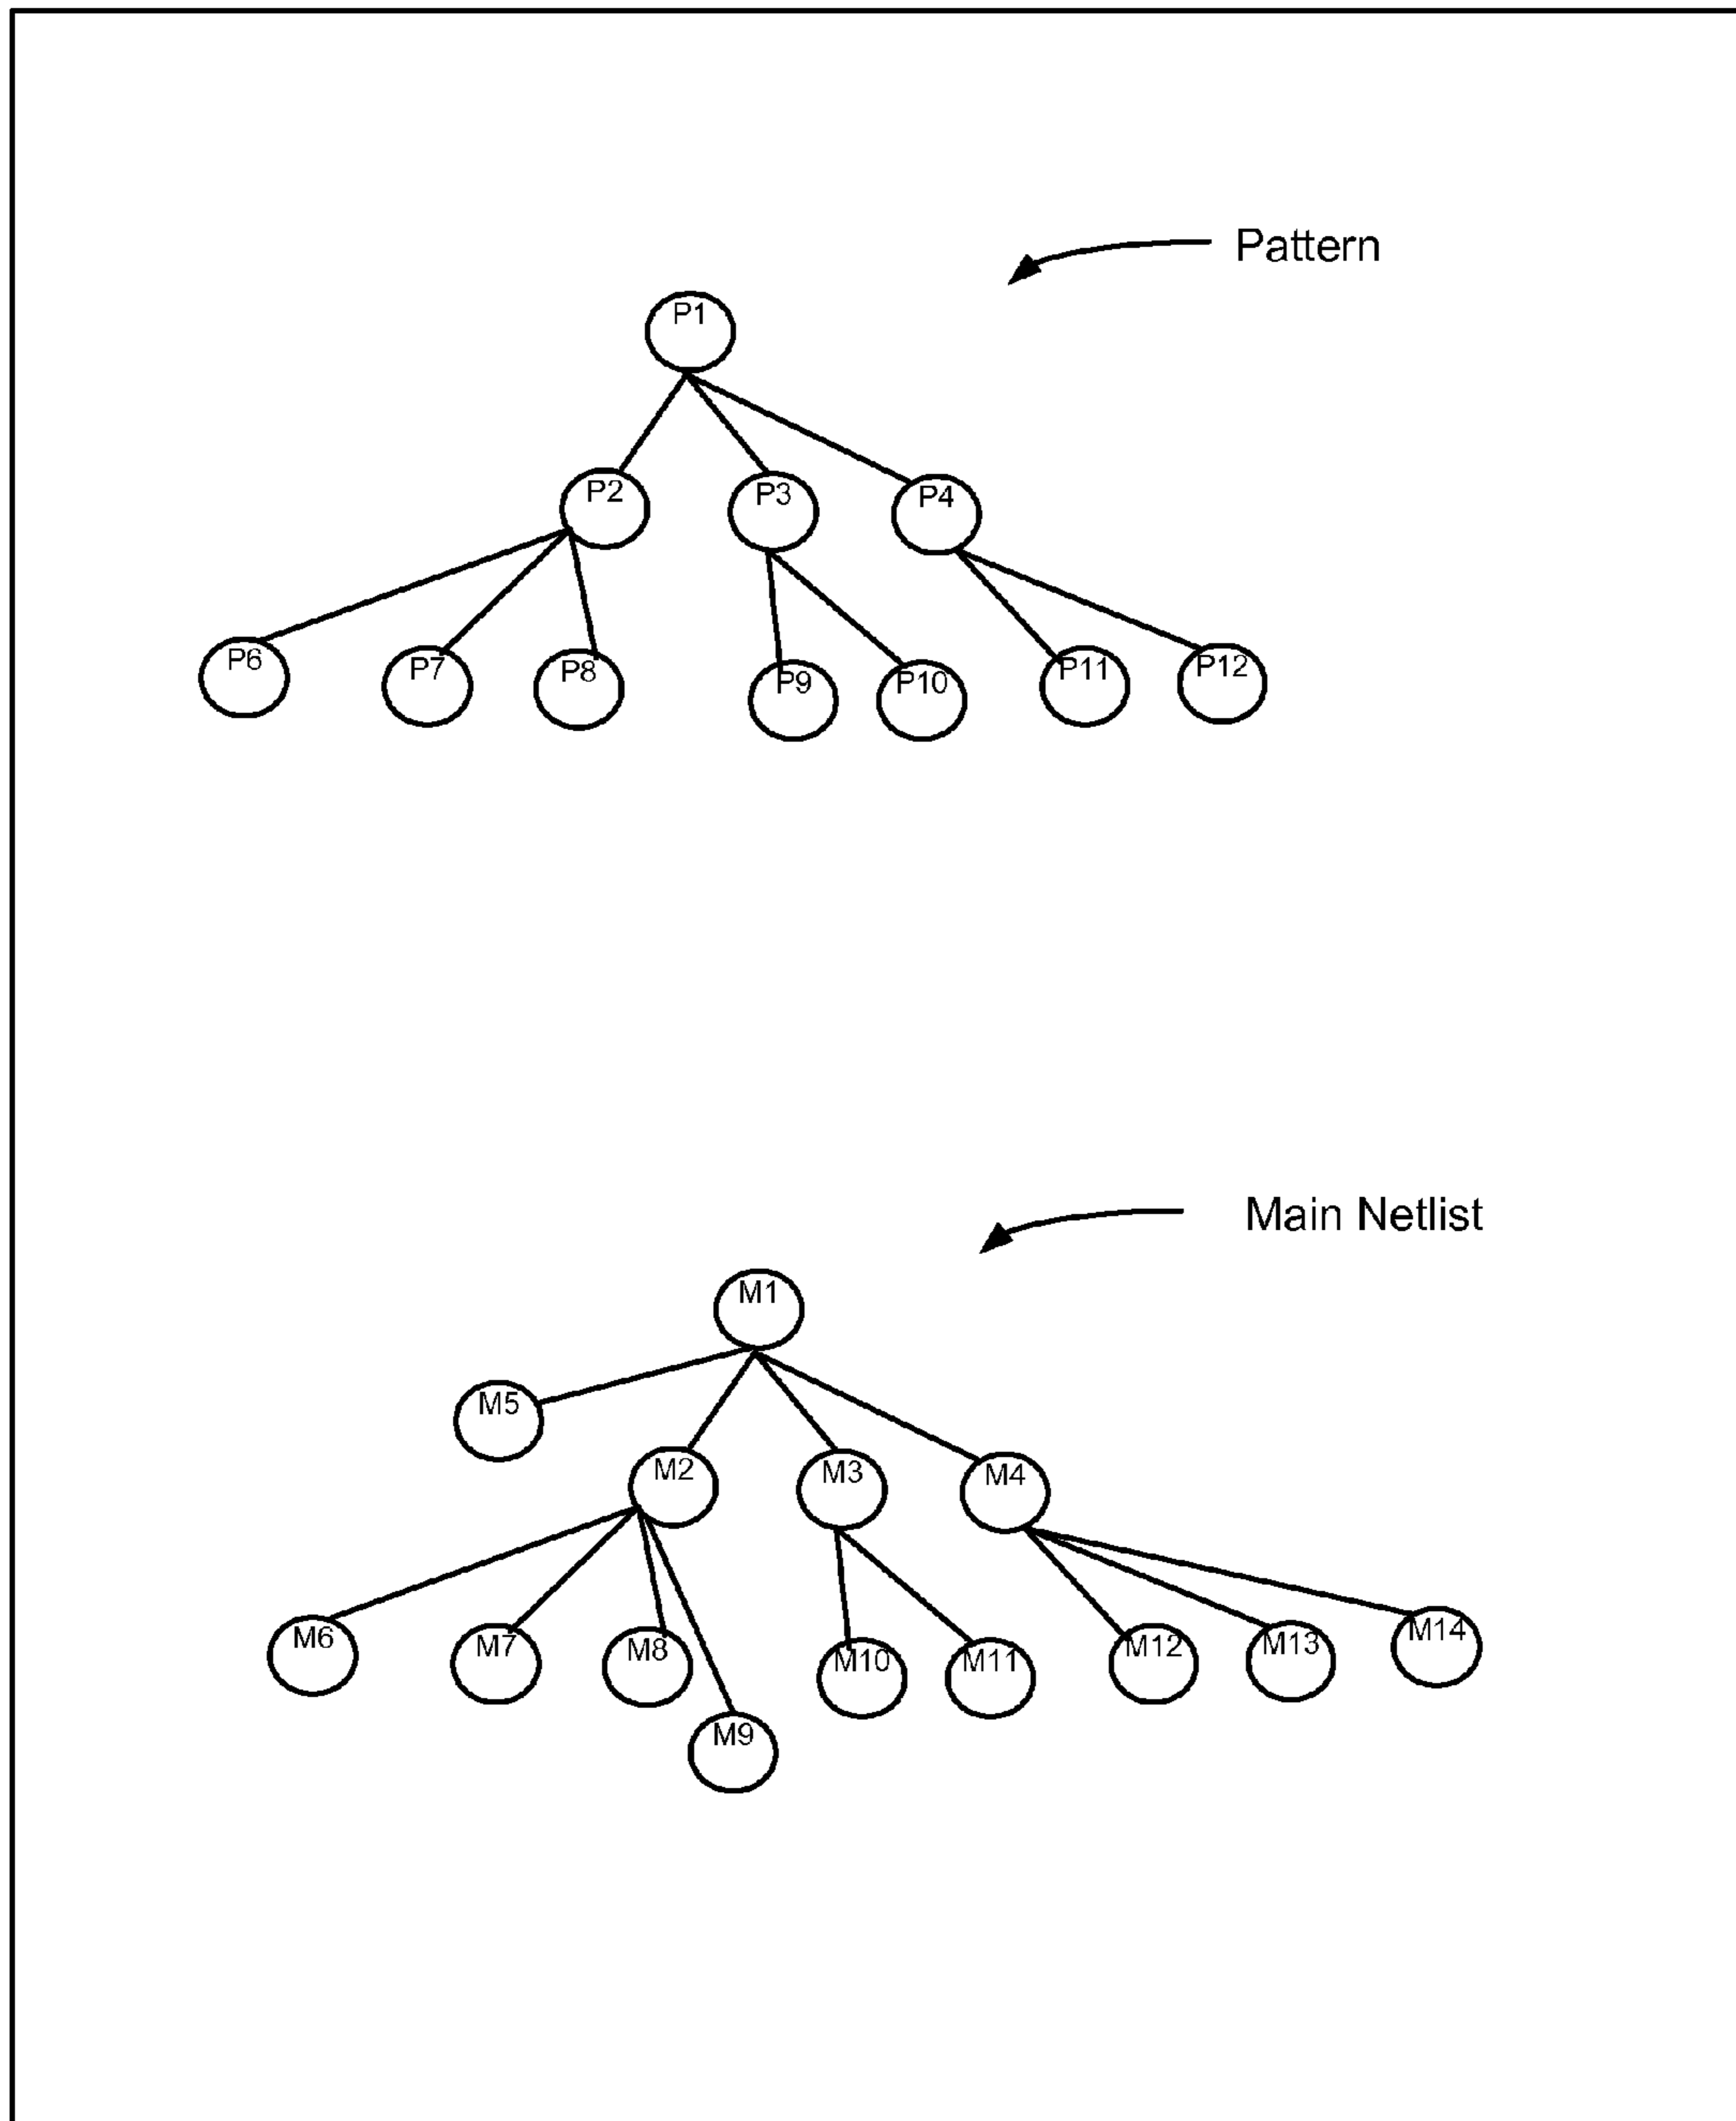 Pattern
P1
P2 P3 P4
P6 P7 P8 P9 P10 P11 P12
Main Netlist
M1
M5
M2 M3 M4
M6 M7 M8 M10 M11 M12 M13 M14
M9